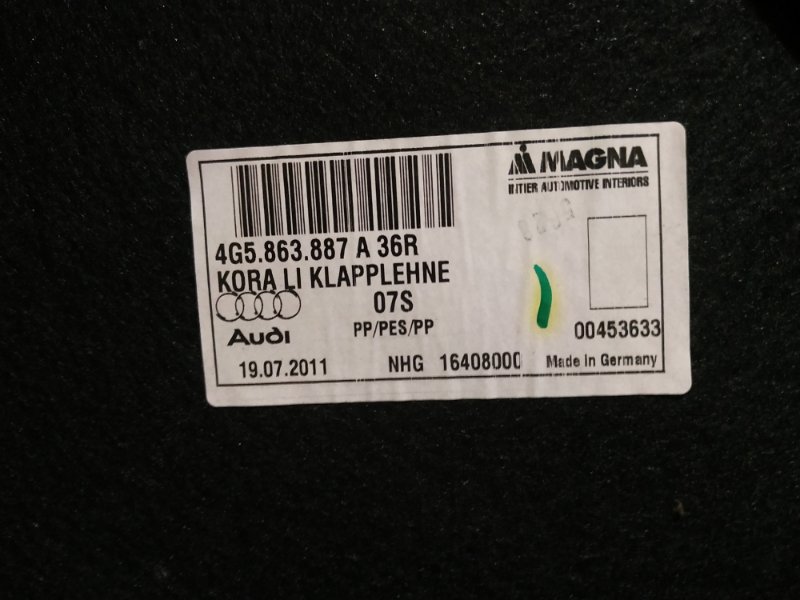 MAGNA
INTIER AUTOMOTIVE INTERIORS
4G5.863.887 A 36R
KORA LI KLAPPLEHNE
07S
Audi
PP/PES/PP
00453633
19.07.2011 NHG 16408000 Made in Germany